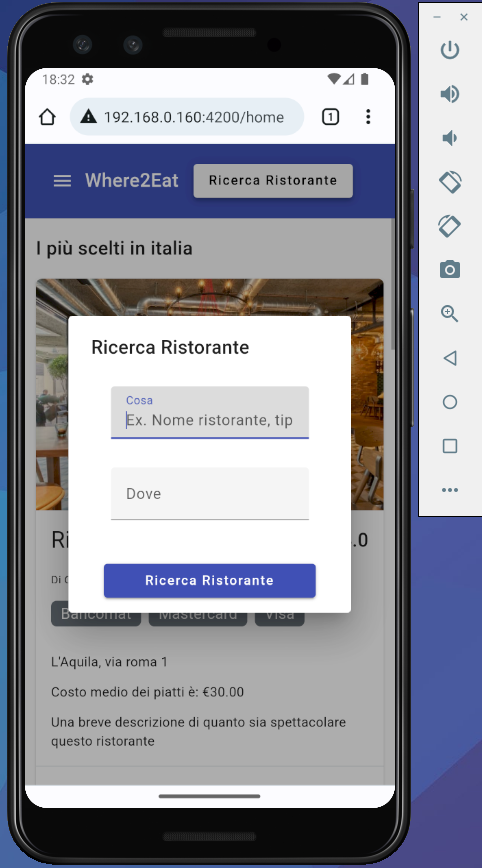 18:32
192.168.0.160:4200/home
1
Where2Eat
Ricerca Ristorante
I più scelti in italia
Ricerca Ristorante
Cosa
Ex. Nome ristorante, tip
Dove
Ri
.0
Di
Ricerca Ristorante
Bancomat
Mastercard
Visa
L'Aquila, via roma 1
Costo medio dei piatti è: €30.00
Una breve descrizione di quanto sia spettacolare
questo ristorante